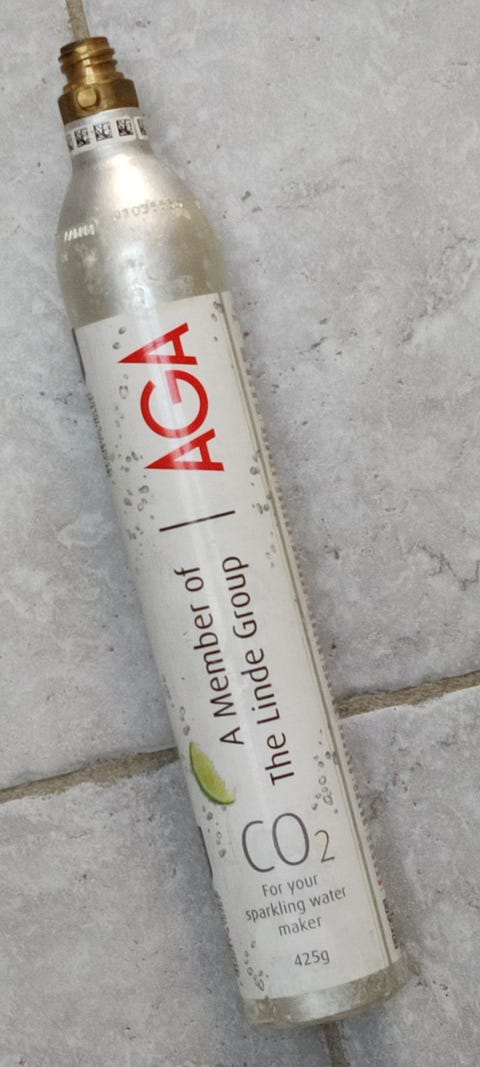 AGA
A Member of
The Linde Group
CO₂
For your
sparkling water
maker
425g